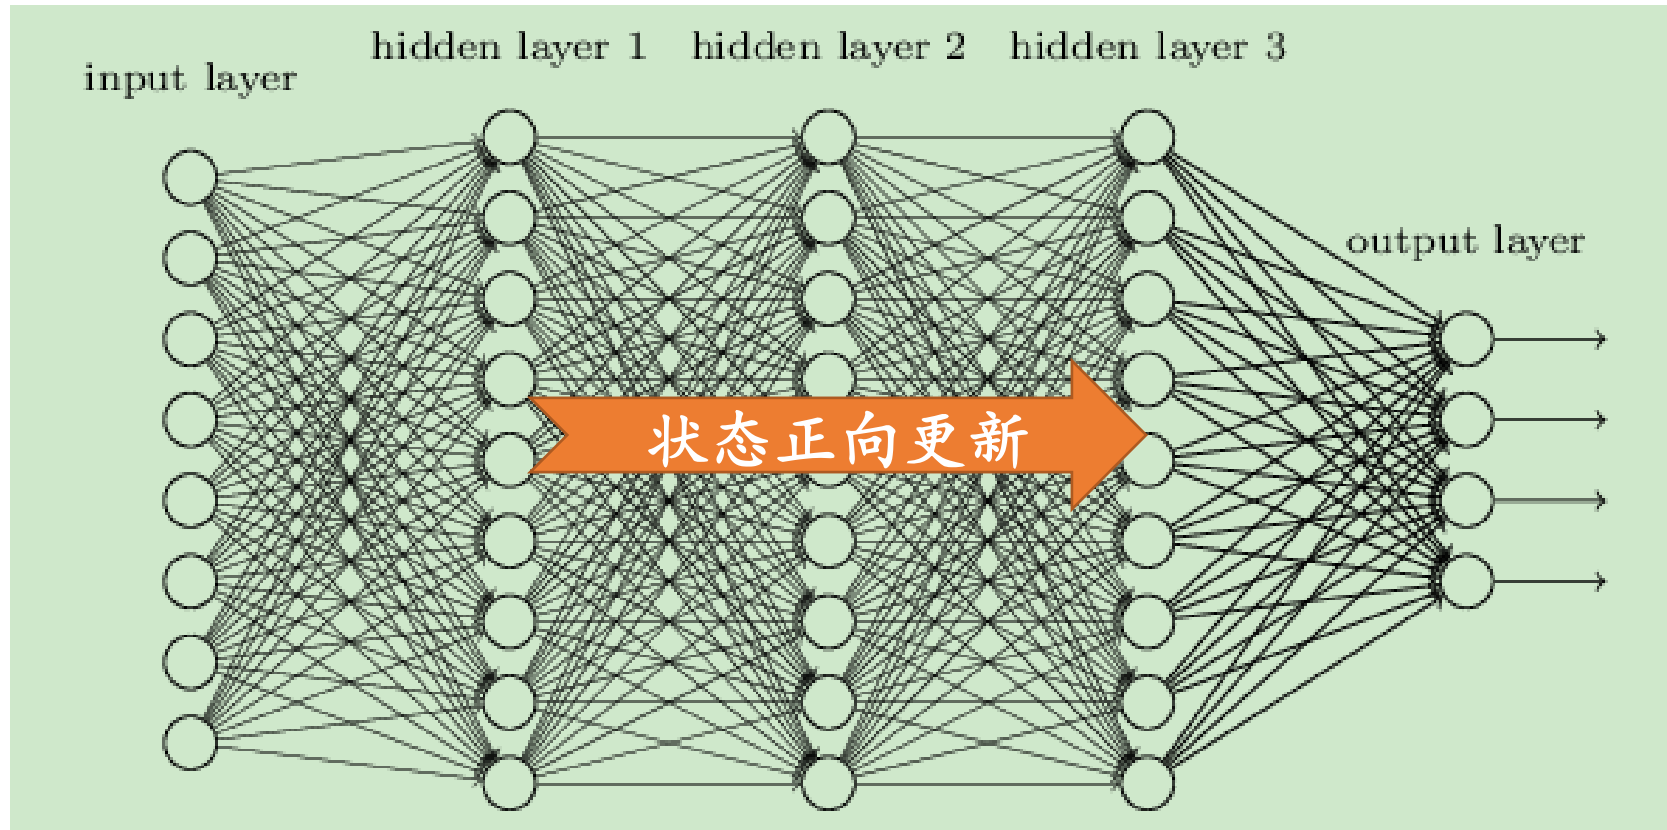 input layer
hidden layer 1
hidden layer 2
hidden layer 3
output layer
状态正向更新